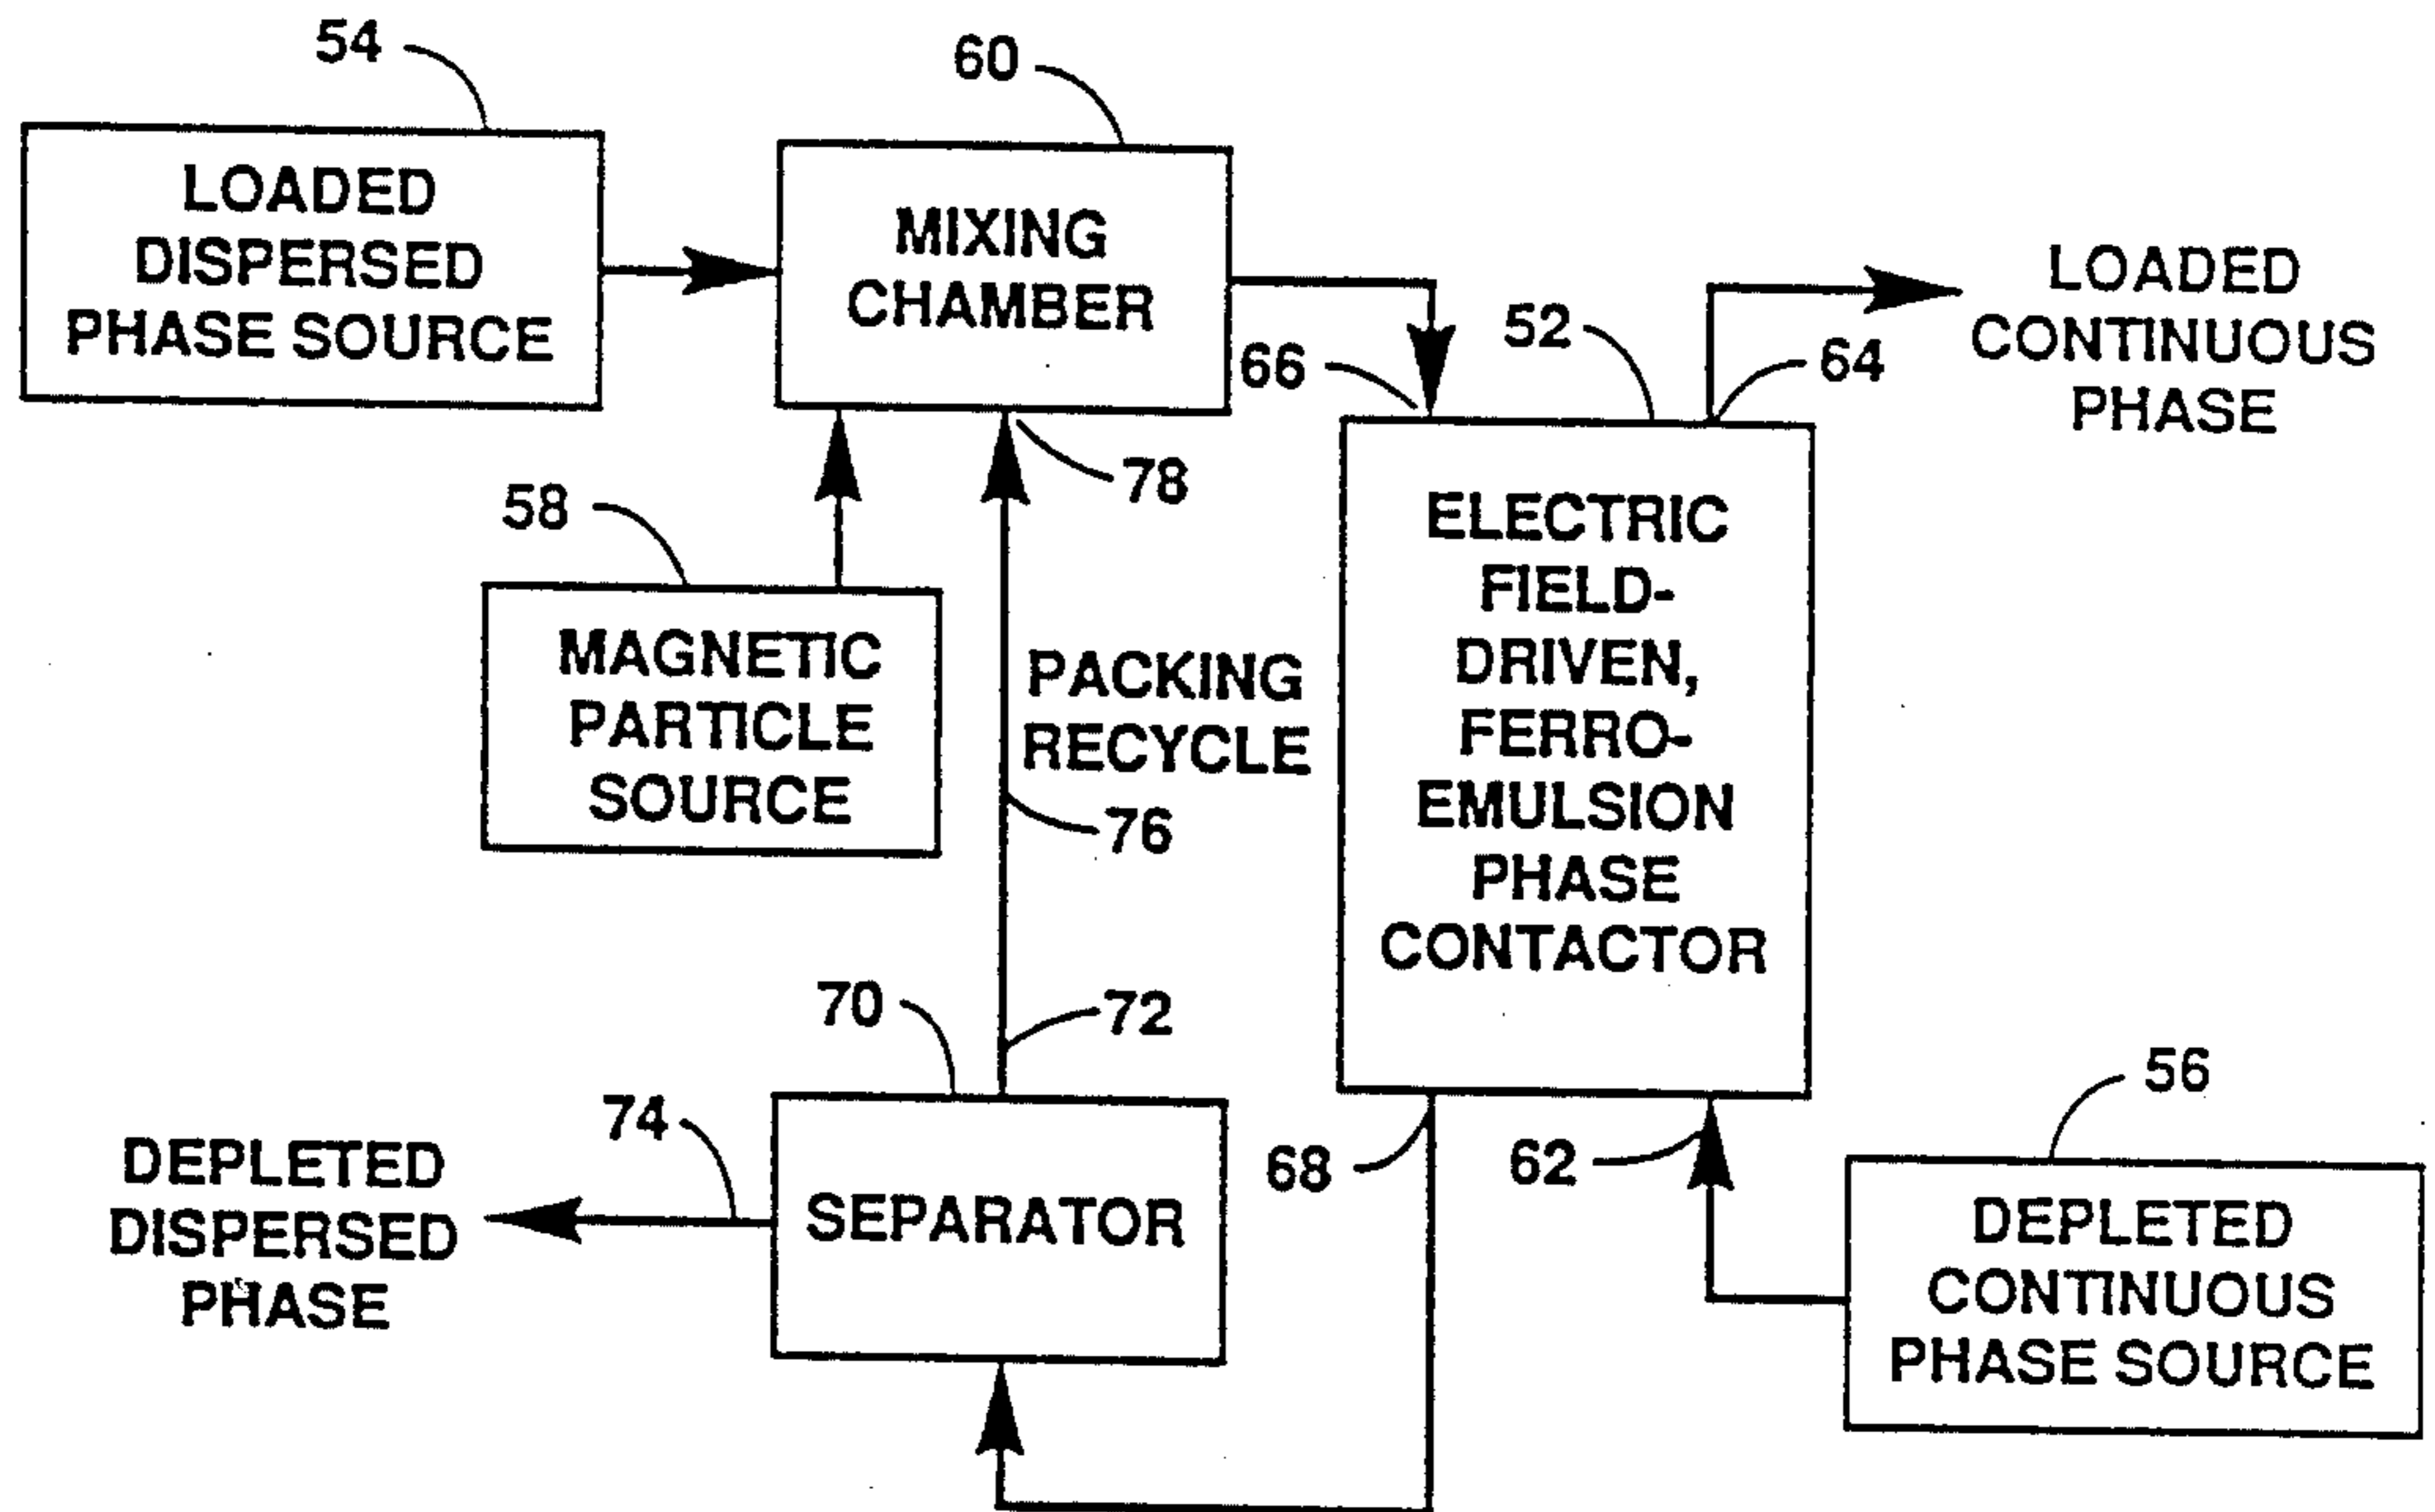 54
LOADED
DISPERSED
PHASE SOURCE
60
MIXING
CHAMBER
66
52
64
LOADED
CONTINUOUS
PHASE
78
58
MAGNETIC
PARTICLE
SOURCE
PACKING
RECYCLE
76
ELECTRIC
FIELD-
DRIVEN,
FERRO-
EMULSION
PHASE
CONTACTOR
70
72
74
DEPLETED
DISPERSED
PHASE
SEPARATOR
68
62
56
DEPLETED
CONTINUOUS
PHASE SOURCE